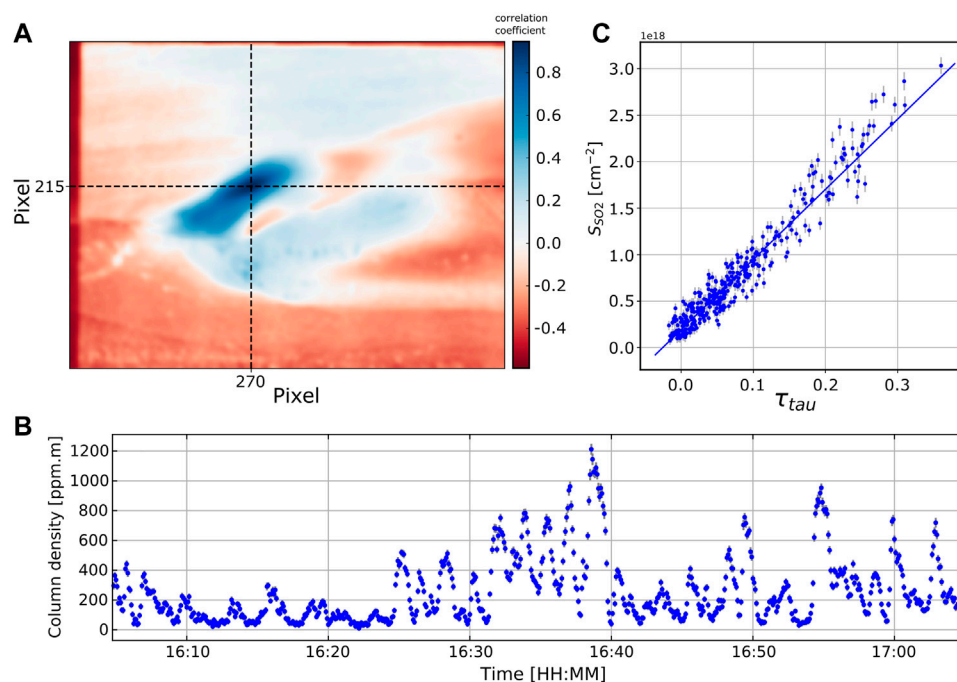 A
correlation
coefficient
0.8
0.6
0.4
0.2
0.0
-0.2
-0.4
Pixel
215
270
Pixel
C
1e18
3.0
2.5
2.0
1.5
1.0
0.5
0.0
S_SO2 [cm⁻²]
0.0 0.1 0.2 0.3
τ_tau
B
Column density [ppm.m]
1200
1000
800
600
400
200
0
16:10 16:20 16:30 16:40 16:50 17:00
Time [HH:MM]